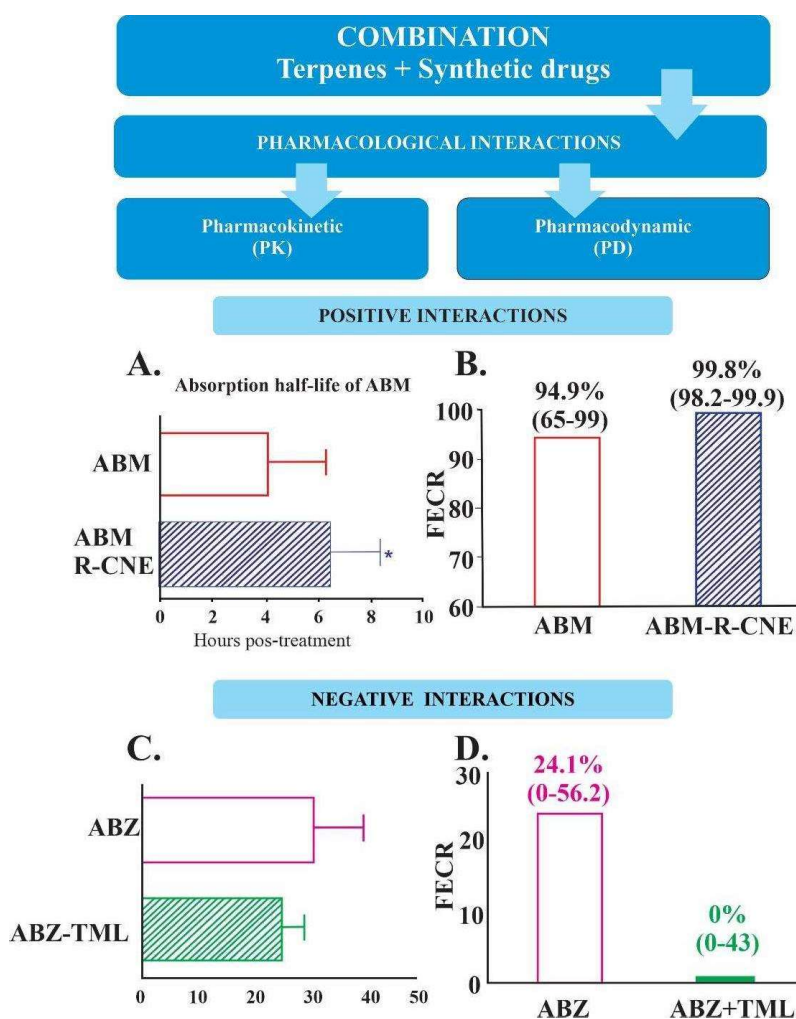 COMBINATION
Terpenes + Synthetic drugs
PHARMACOLOGICAL INTERACTIONS
Pharmacokinetic
(PK)
Pharmacodynamic
(PD)
POSITIVE INTERACTIONS
A.
Absorption half-life of ABM
ABM
ABM
R-CNE
*
0 2 4 6 8 10
Hours pos-treatment
B.
94.9%
(65-99)
99.8%
(98.2-99.9)
FECR
100
90
80
70
60
ABM ABM-R-CNE
NEGATIVE INTERACTIONS
C.
ABZ
ABZ-TML
0 10 20 30 40 50
D.
24.1%
(0-56.2)
0%
(0-43)
FECR
30
20
10
0
ABZ ABZ+TML